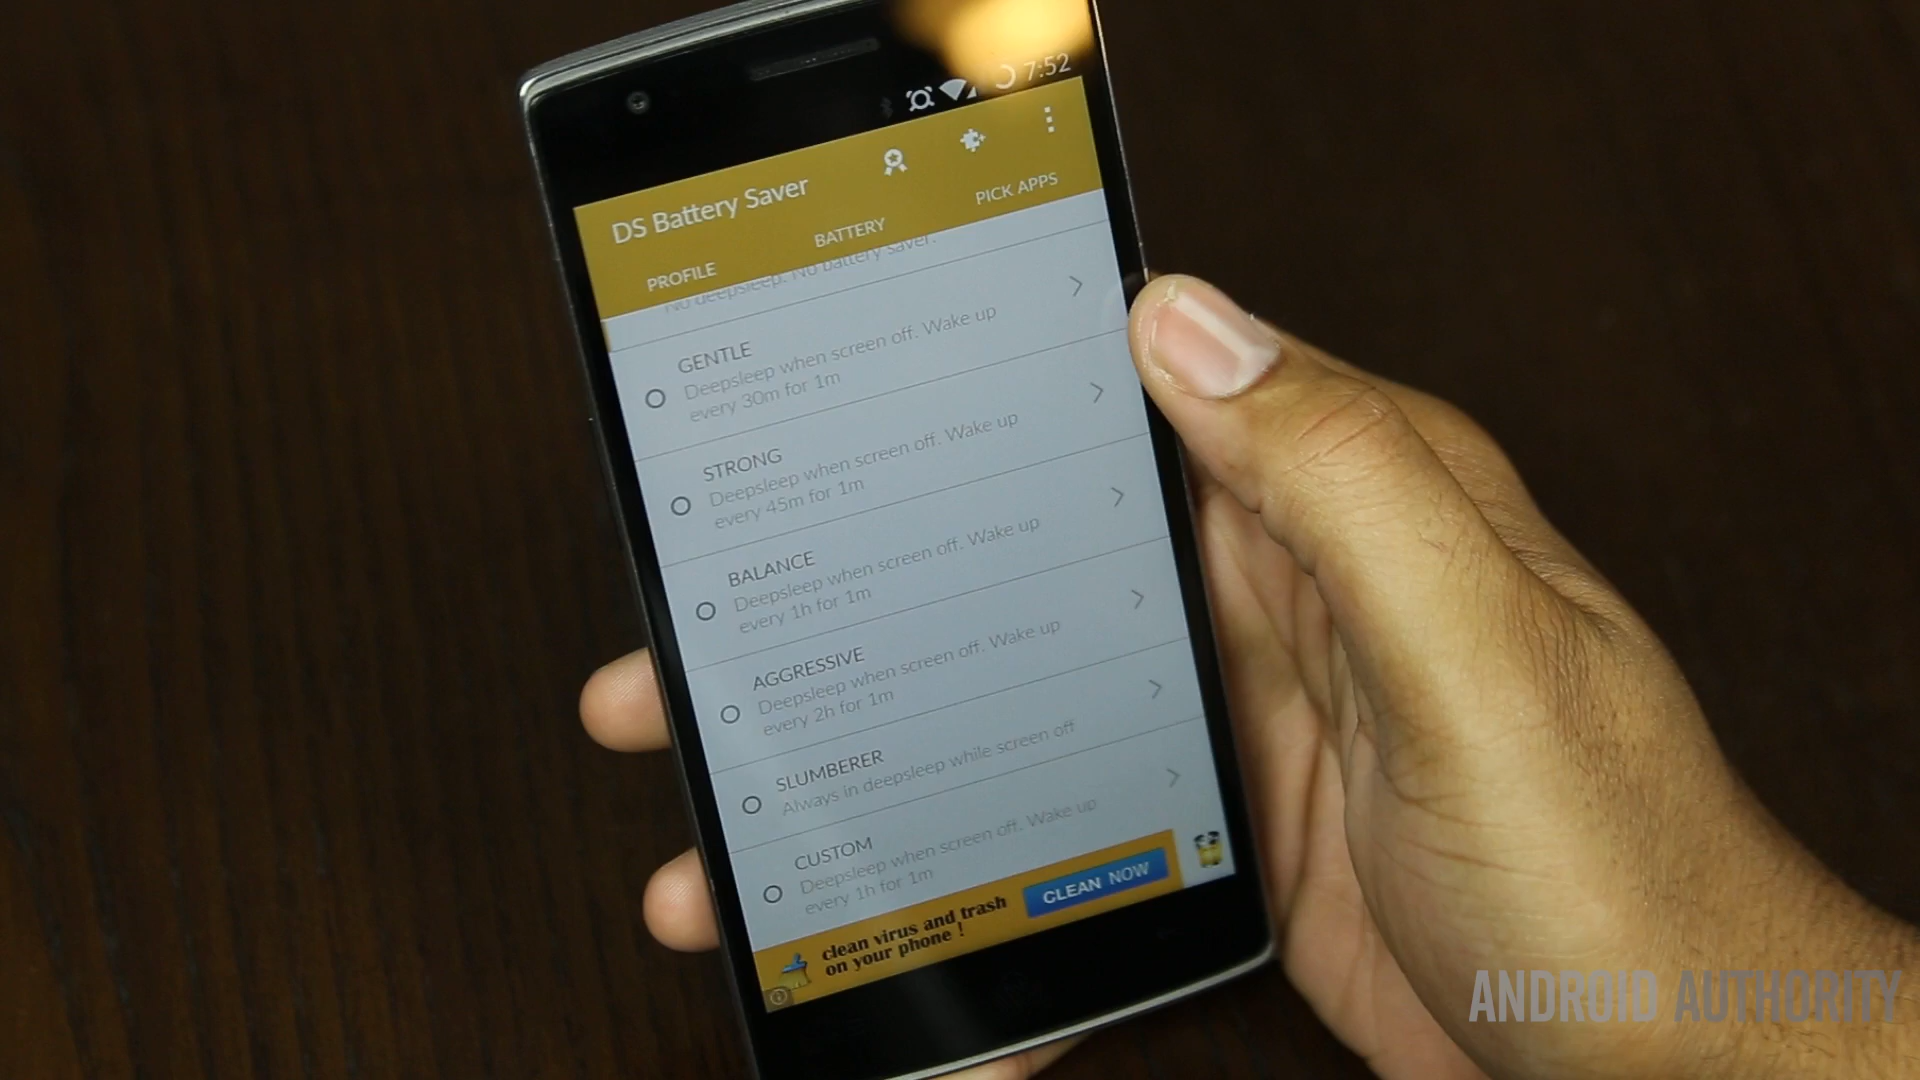 7:52
DS Battery Saver
PROFILE
BATTERY
PICK APPS
No deepsleep. No battery saver.
GENTLE
Deepsleep when screen off. Wake up
every 30m for 1m
STRONG
Deepsleep when screen off. Wake up
every 45m for 1m
BALANCE
Deepsleep when screen off. Wake up
every 1h for 1m
AGGRESSIVE
Deepsleep when screen off. Wake up
every 2h for 1m
SLUMBERER
Always in deepsleep while screen off
CUSTOM
Deepsleep when screen off. Wake up
every 1h for 1m
clean virus and trash
on your phone !
CLEAN NOW
ANDROID AUTHORITY